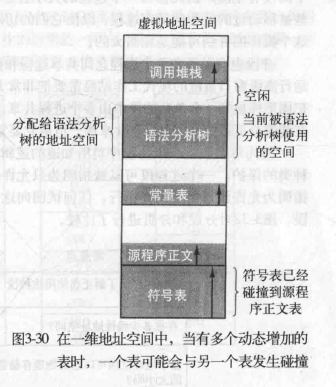 虚拟地址空间
调用堆栈
空闲
分配给语法分析
树的地址空间
语法分析树
当前被语法
分析树使用
的空间
常量表
源程序正文
符号表
符号表已经
碰撞到源程
序正文表
图3-30 在一维地址空间中，当有多个动态增加的
表时，一个表可能会与另一个表发生碰撞